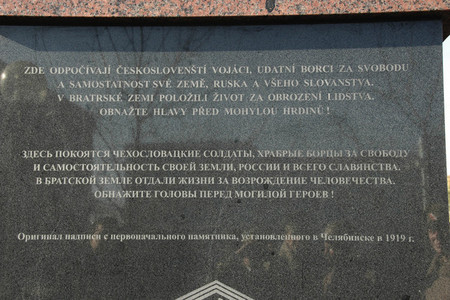 ZDE ODPOČÍVAJÍ ČESKOSLOVENŠTÍ VOJÁCI, UDATNÍ BORCI ZA SVOBODU
A SAMOSTATNOST SVÉ ZEMĚ, RUSKA A VŠEHO SLOVANSTVA.
V BRATRSKÉ ZEMI POLOŽILI ŽIVOT ZA OBROZENÍ LIDSTVA.
OBNAŽTE HLAVY PŘED MOHYLOU HRDINŮ !
ЗДЕСЬ ПОКОЯТСЯ ЧЕХОСЛОВАЦКИЕ СОЛДАТЫ, ХРАБРЫЕ БОРЦЫ ЗА СВОБОДУ
И САМОСТОЯТЕЛЬНОСТЬ СВОЕЙ ЗЕМЛИ, РОССИИ И ВСЕГО СЛАВЯНСТВА.
В БРАТСКОЙ ЗЕМЛЕ ОТДАЛИ ЖИЗНИ ЗА ВОЗРОЖДЕНИЕ ЧЕЛОВЕЧЕСТВА.
ОБНАЖИТЕ ГОЛОВЫ ПЕРЕД МОГИЛОЙ ГЕРОЕВ !
Оригинал надписи с первоначального памятника, установленного в Челябинске в 1919 г.